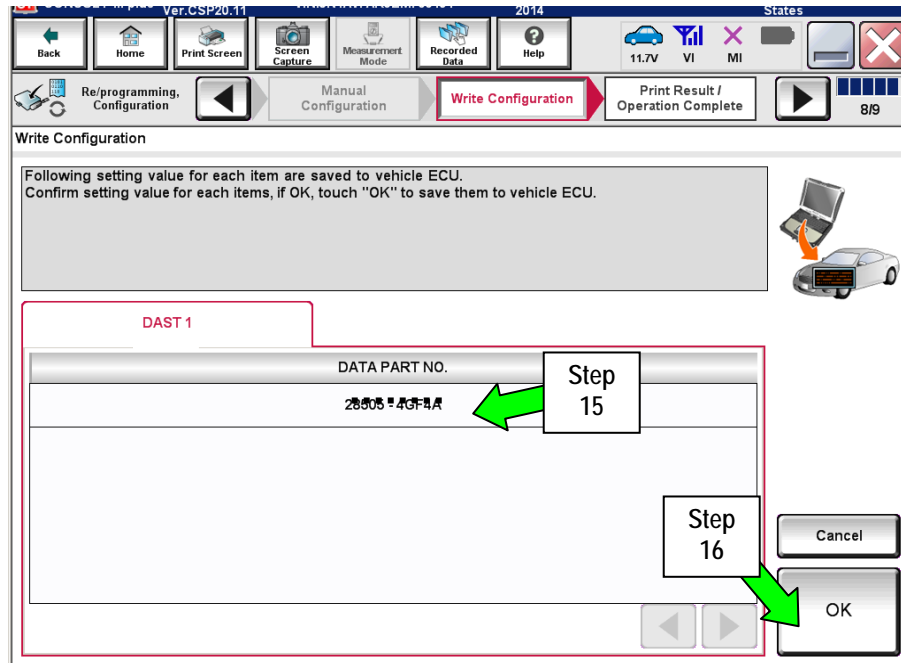 Ver.CSP20.11
2014
States
Back
Home
Print Screen
Screen
Capture
Measurement
Mode
Recorded
Data
Help
11.7V
VI
MI
Re/programming,
Configuration
Manual
Configuration
Write Configuration
Print Result /
Operation Complete
8/9
Write Configuration
Following setting value for each item are saved to vehicle ECU.
Confirm setting value for each items, if OK, touch "OK" to save them to vehicle ECU.
DAST 1
DATA PART NO.
Step
15
Step
16
Cancel
OK